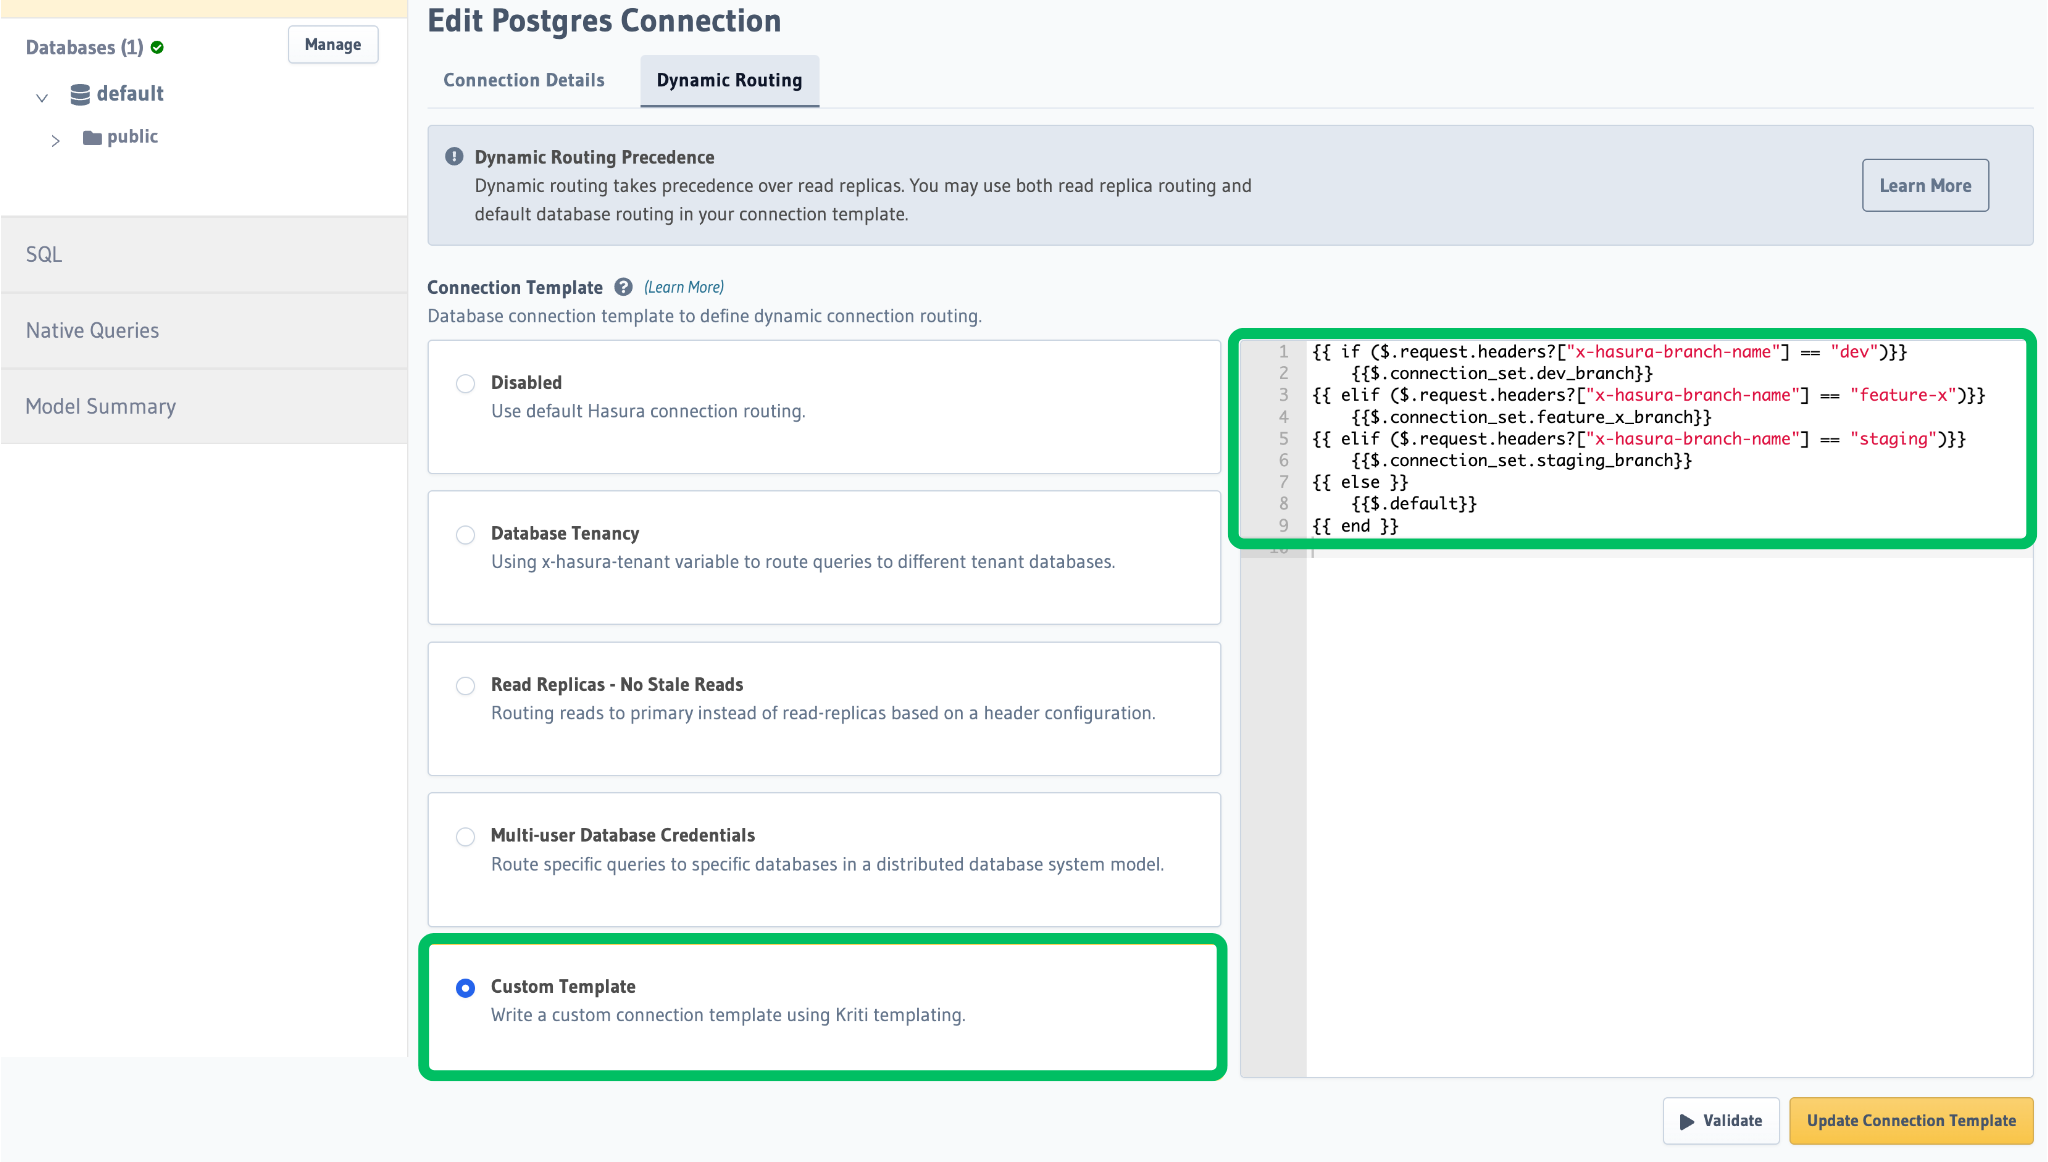 Edit Postgres Connection
Databases (1)
Manage
default
public
SQL
Native Queries
Model Summary
Connection Details
Dynamic Routing
Dynamic Routing Precedence
Dynamic routing takes precedence over read replicas. You may use both read replica routing and
default database routing in your connection template.
Learn More
Connection Template ? (Learn More)
Database connection template to define dynamic connection routing.
Disabled
Use default Hasura connection routing.
Database Tenancy
Using x-hasura-tenant variable to route queries to different tenant databases.
Read Replicas - No Stale Reads
Routing reads to primary instead of read-replicas based on a header configuration.
Multi-user Database Credentials
Route specific queries to specific databases in a distributed database system model.
Custom Template
Write a custom connection template using Kriti templating.
1 {{ if ($.request.headers?["x-hasura-branch-name"] == "dev")}}
2     {{$.connection_set.dev_branch}}
3 {{ elif ($.request.headers?["x-hasura-branch-name"] == "feature-x")}}
4     {{$.connection_set.feature_x_branch}}
5 {{ elif ($.request.headers?["x-hasura-branch-name"] == "staging")}}
6     {{$.connection_set.staging_branch}}
7 {{ else }}
8     {{$.default}}
9 {{ end }}
10
Validate
Update Connection Template